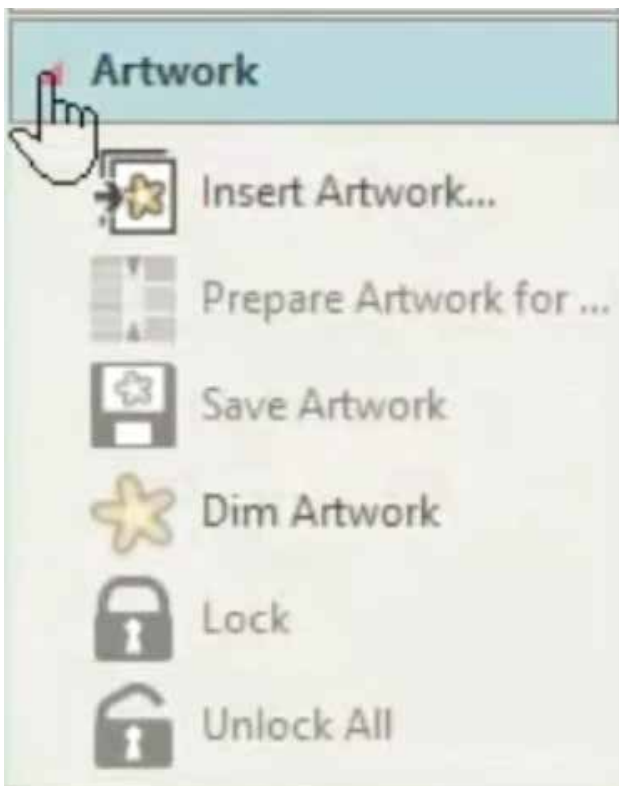 Artwork
Insert Artwork...
Prepare Artwork for ...
Save Artwork
Dim Artwork
Lock
Unlock All